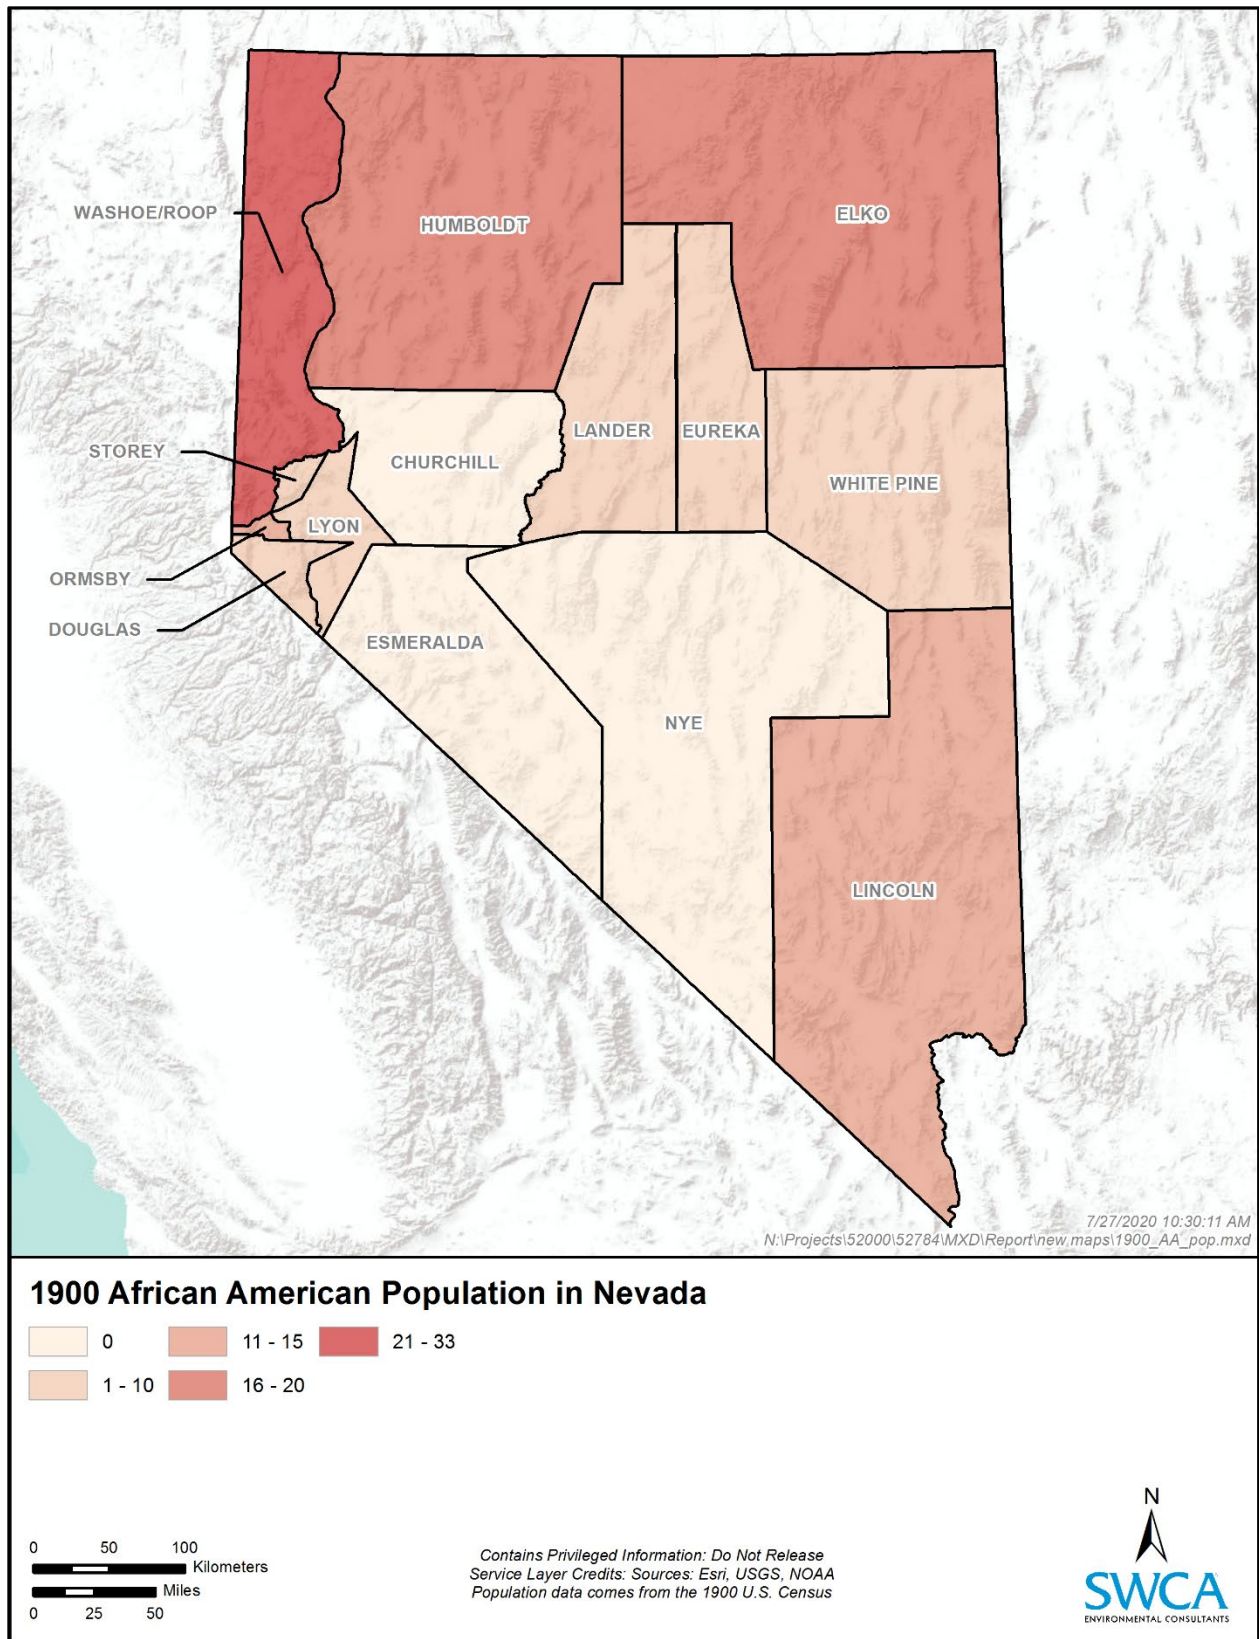 WASHOE/ROOP
HUMBOLDT
ELKO
STOREY
CHURCHILL
LANDER
EUREKA
WHITE PINE
LYON
ORMSBY
DOUGLAS
ESMERALDA
NYE
LINCOLN
7/27/2020 10:30:11 AM
N:\Projects\52000\52784\MXD\Report\new maps\1900_AA_pop.mxd
1900 African American Population in Nevada
0 11 - 15 21 - 33
1 - 10 16 - 20
N
0 50 100
Kilometers
Miles
0 25 50
Contains Privileged Information: Do Not Release
Service Layer Credits: Sources: Esri, USGS, NOAA
Population data comes from the 1900 U.S. Census
SWCA
ENVIRONMENTAL CONSULTANTS